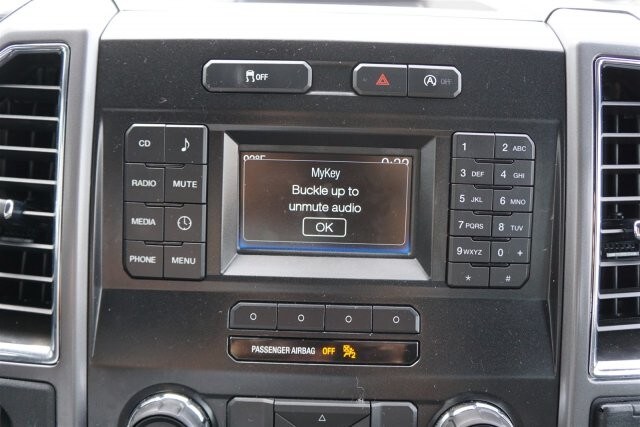 OFF
OFF
CD
RADIO MUTE
MEDIA
PHONE MENU
MyKey
Buckle up to
unmute audio
OK
1 2 ABC
3 DEF 4 GHI
5 JKL 6 MNO
7 PQRS 8 TUV
9 WXYZ 0 +
* #
PASSENGER AIRBAG OFF